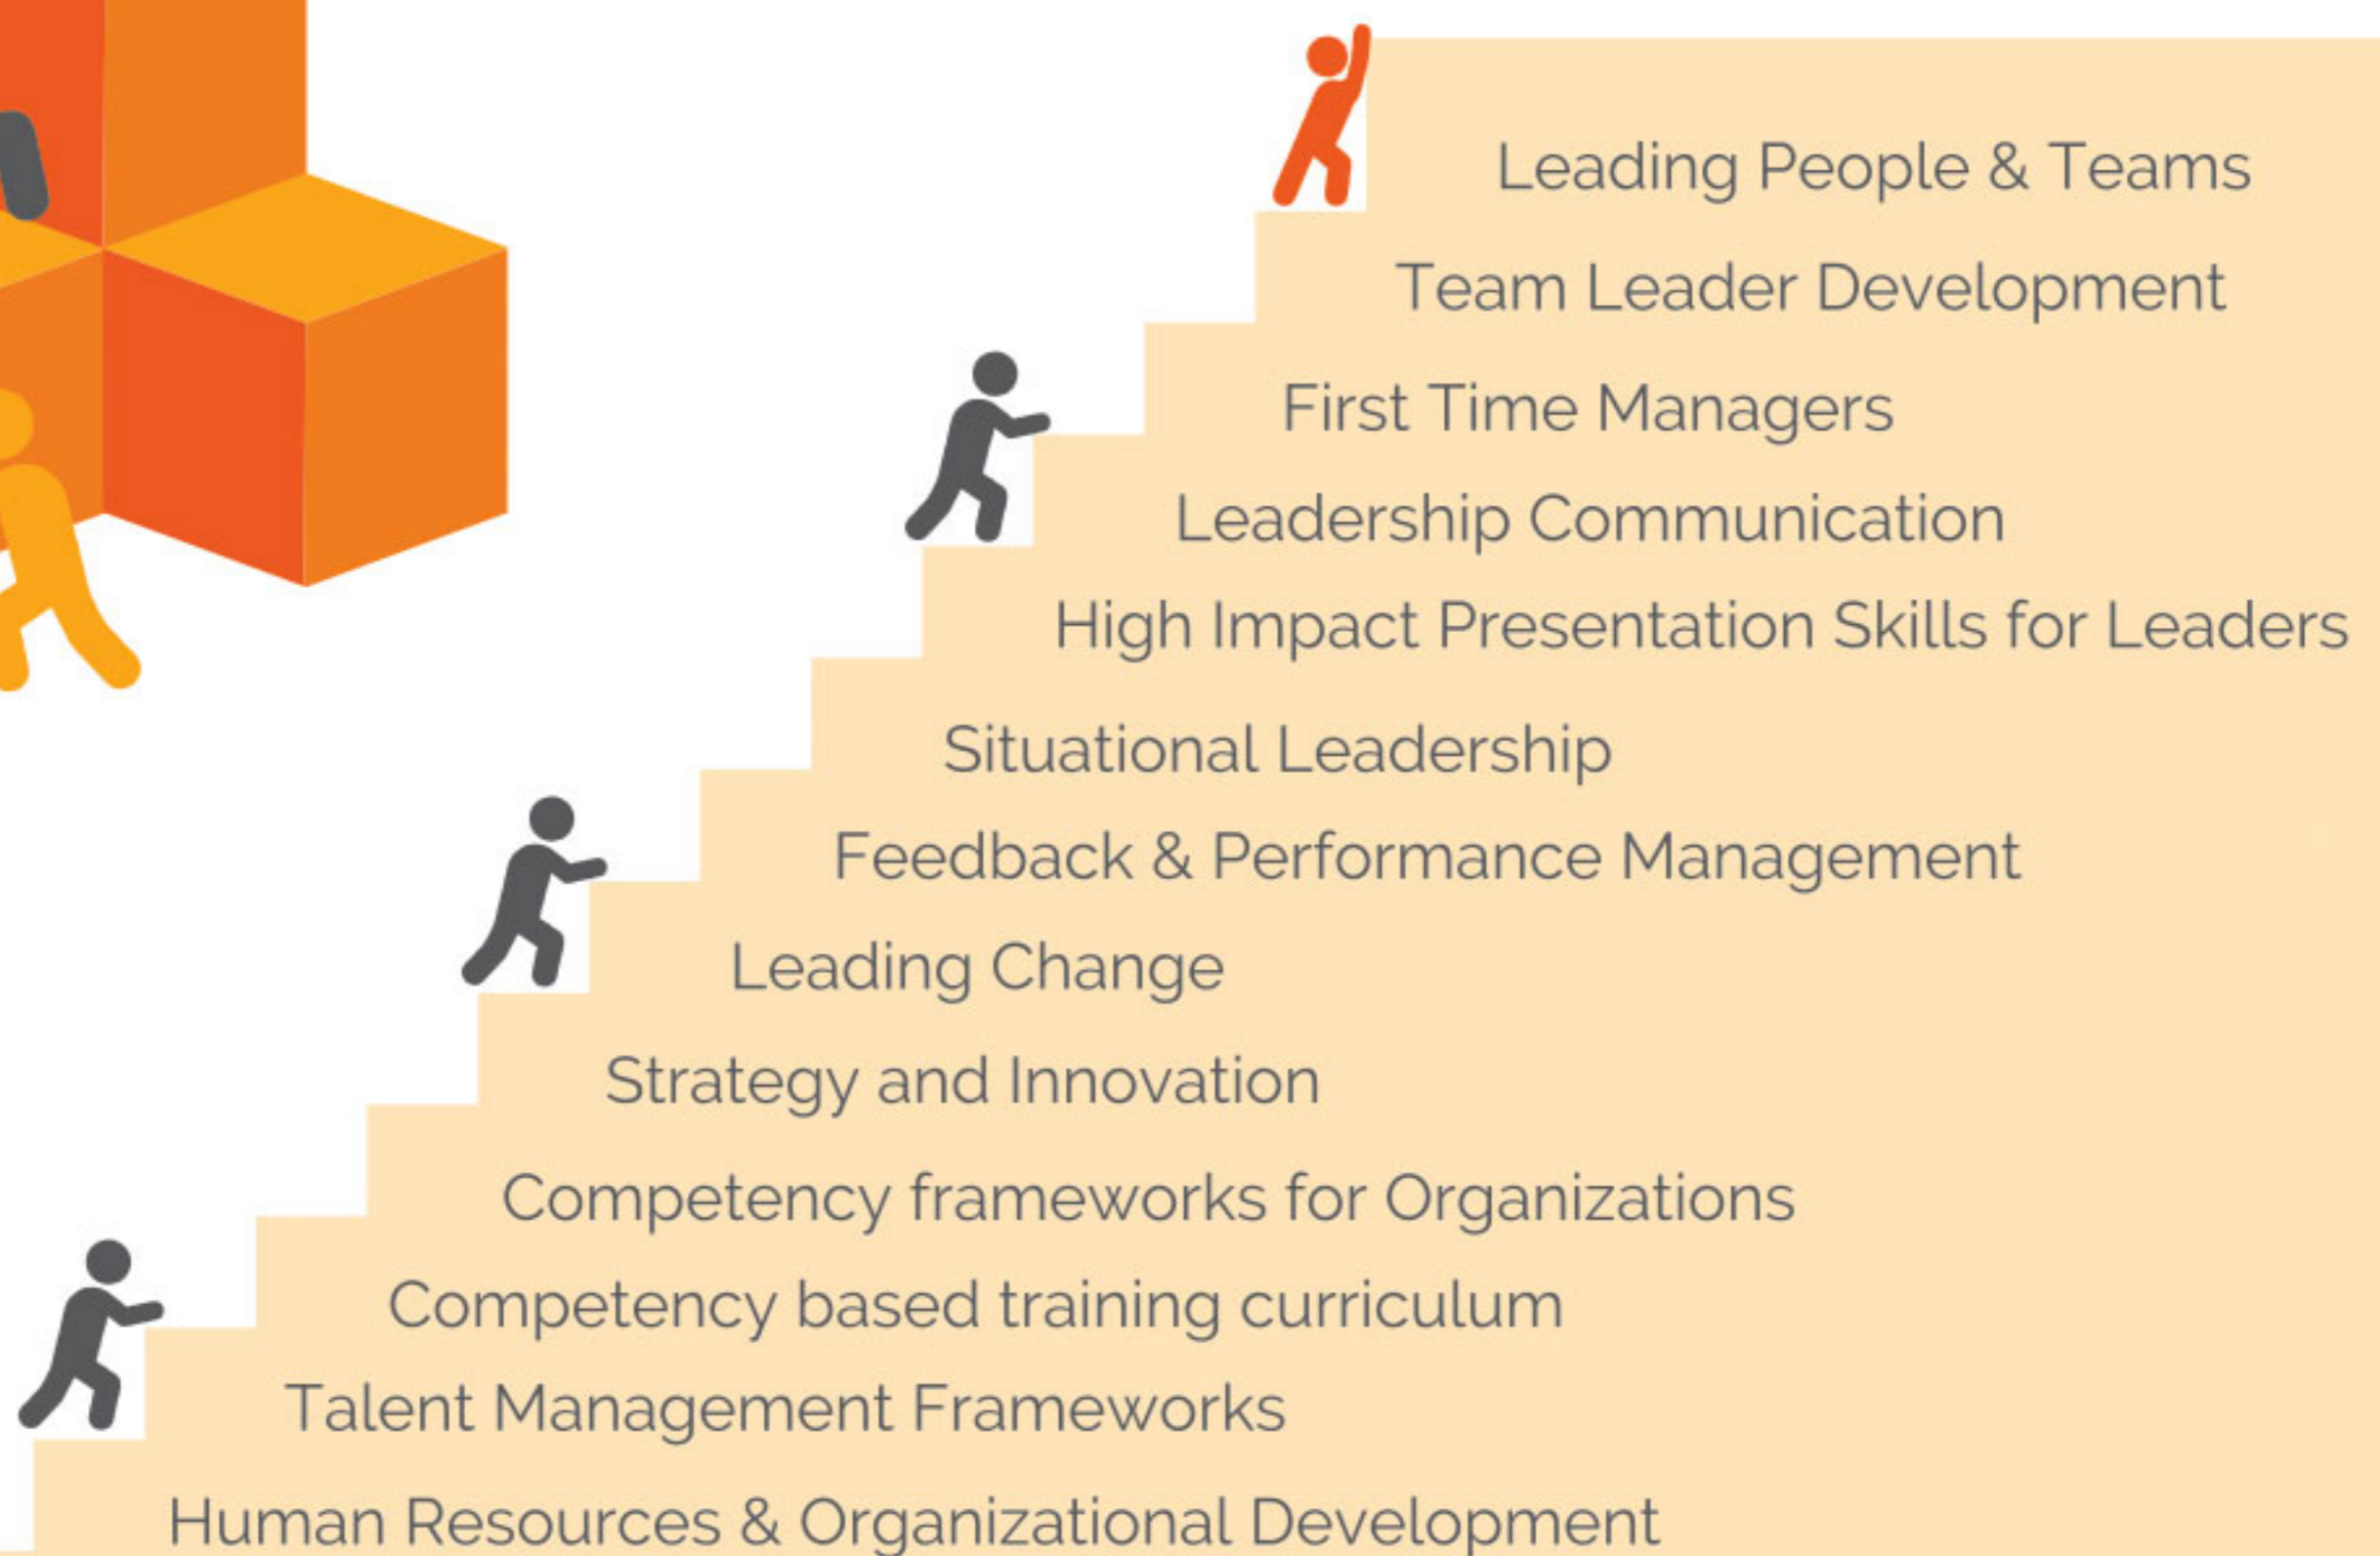 Leading People & Teams
Team Leader Development
First Time Managers
Leadership Communication
High Impact Presentation Skills for Leaders
Situational Leadership
Feedback & Performance Management
Leading Change
Strategy and Innovation
Competency frameworks for Organizations
Competency based training curriculum
Talent Management Frameworks
Human Resources & Organizational Development